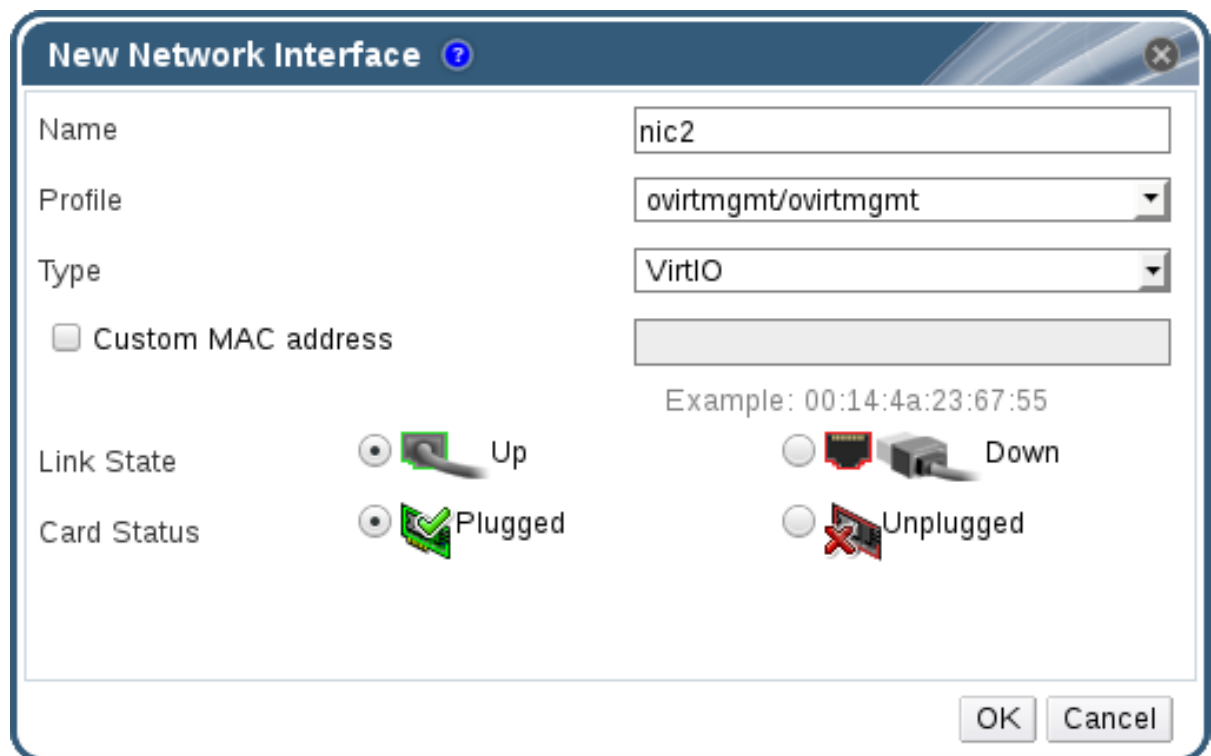 New Network Interface ?
Name
nic2
Profile
ovirtmgmt/ovirtmgmt
Type
VirtIO
Custom MAC address
Example: 00:14:4a:23:67:55
Link State Up Down
Card Status Plugged Unplugged
OK Cancel